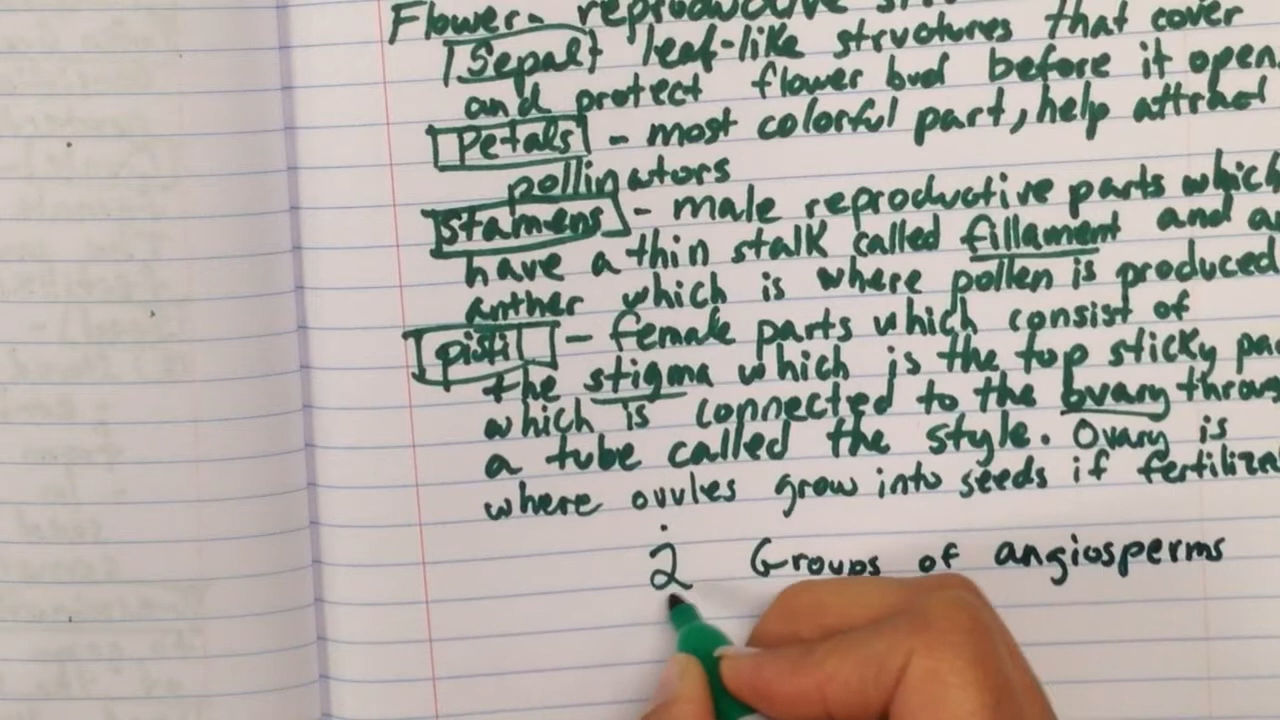 Flower - reproductive
Sepal leaf-like structures that cover
and protect flower bud before it open
Petals - most colorful part, help attract
pollinators
Stamens - male reproductive parts which
have a thin stalk called fillament and a
anther which is where pollen is produced
pistil - female parts which consist of
the stigma which is the top sticky pa
which is connected to the ovary throug
a tube called the style. Ovary is
where ovules grow into seeds if fertiliza
2 Groups of angiosperms